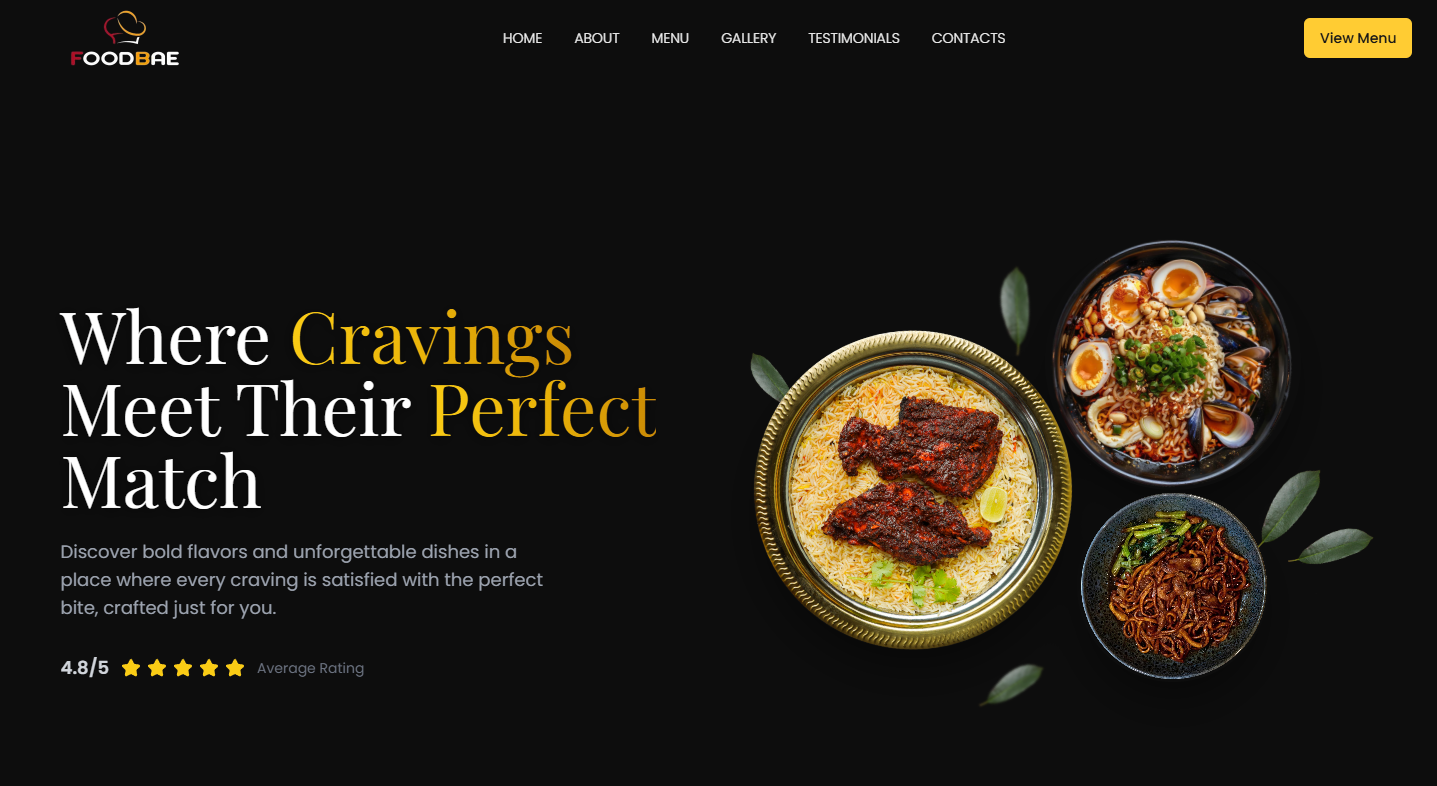 FOODBAE
HOME ABOUT MENU GALLERY TESTIMONIALS CONTACTS
View Menu
Where Cravings
Meet Their Perfect
Match
Discover bold flavors and unforgettable dishes in a
place where every craving is satisfied with the perfect
bite, crafted just for you.
4.8/5 Average Rating